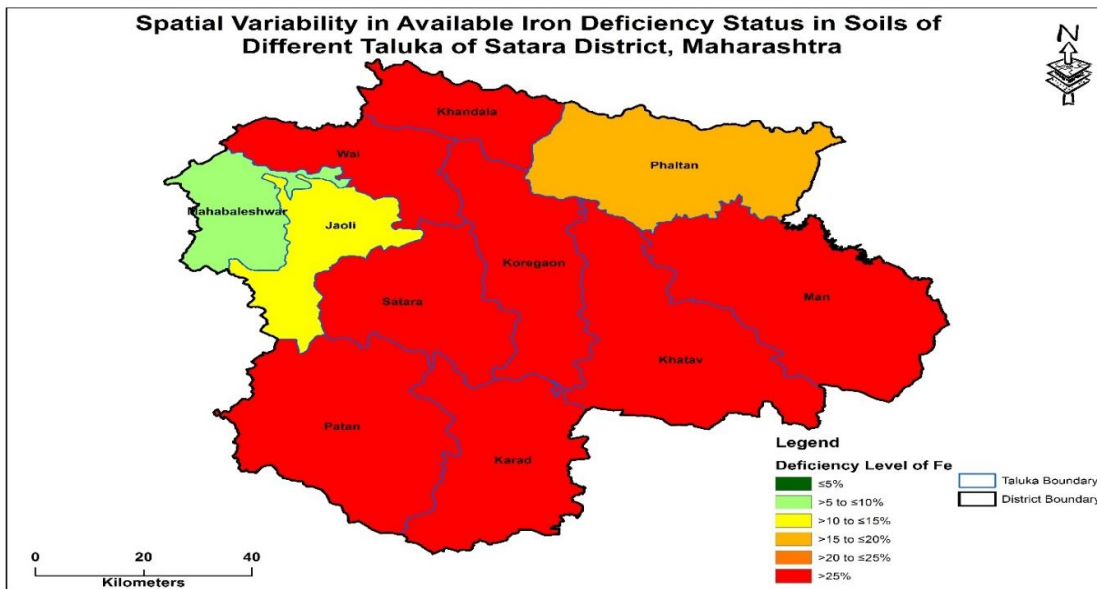 Spatial Variability in Available Iron Deficiency Status in Soils of
Different Taluka of Satara District, Maharashtra
N
Khandala
Wai
Phaltan
Mahabaleshwar
Jaoli
Koregaon
Satara
Man
Khatav
Patan
Karad
Legend
Deficiency Level of Fe
≤5%
>5 to ≤10%
>10 to ≤15%
>15 to ≤20%
>20 to ≤25%
>25%
Taluka Boundary
District Boundary
0 20 40
Kilometers